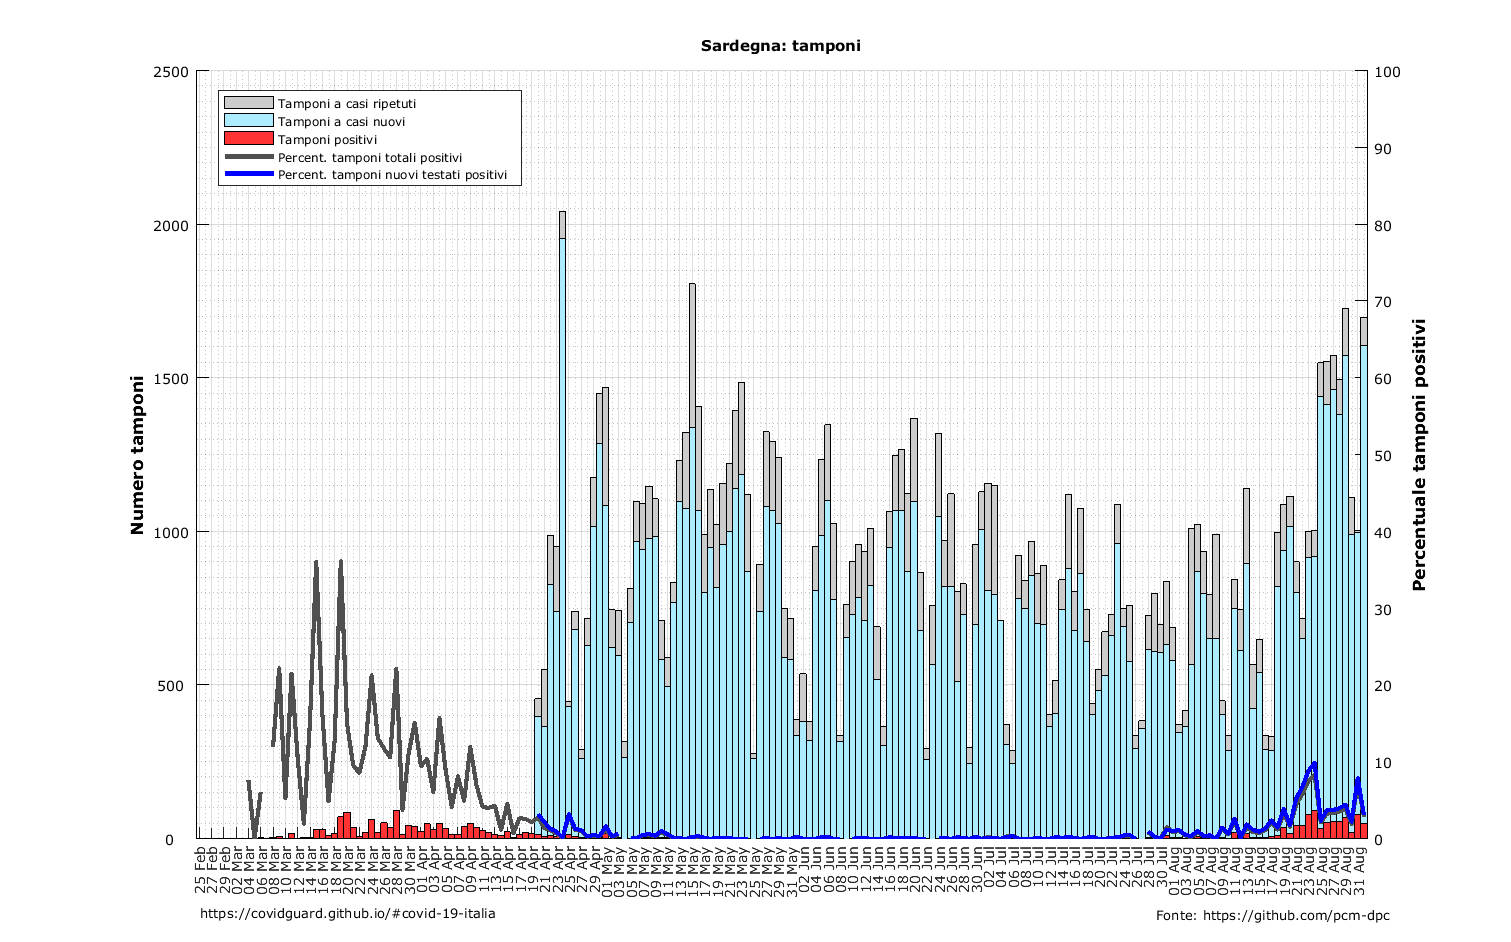 Sardegna: tamponi
2500
2000
1500
1000
500
0
100
90
80
70
60
50
40
30
20
10
0
Tamponi a casi ripetuti
Tamponi a casi nuovi
Tamponi positivi
Percent. tamponi totali positivi
Percent. tamponi nuovi testati positivi
Numero tamponi
Percentuale tamponi positivi
25 Feb
27 Feb
29 Feb
02 Mar
04 Mar
06 Mar
08 Mar
10 Mar
12 Mar
14 Mar
16 Mar
18 Mar
20 Mar
22 Mar
24 Mar
26 Mar
28 Mar
30 Mar
01 Apr
03 Apr
05 Apr
07 Apr
09 Apr
11 Apr
13 Apr
15 Apr
17 Apr
19 Apr
21 Apr
23 Apr
25 Apr
27 Apr
29 Apr
01 May
03 May
05 May
07 May
09 May
11 May
13 May
15 May
17 May
19 May
21 May
23 May
25 May
27 May
29 May
31 May
02 Jun
04 Jun
06 Jun
08 Jun
10 Jun
12 Jun
14 Jun
16 Jun
18 Jun
20 Jun
22 Jun
24 Jun
26 Jun
28 Jun
30 Jun
02 Jul
04 Jul
06 Jul
08 Jul
10 Jul
12 Jul
14 Jul
16 Jul
18 Jul
20 Jul
22 Jul
24 Jul
26 Jul
28 Jul
30 Jul
01 Aug
03 Aug
05 Aug
07 Aug
09 Aug
11 Aug
13 Aug
15 Aug
17 Aug
19 Aug
21 Aug
23 Aug
25 Aug
27 Aug
29 Aug
31 Aug
https://covidguard.github.io/#covid-19-italia
Fonte: https://github.com/pcm-dpc